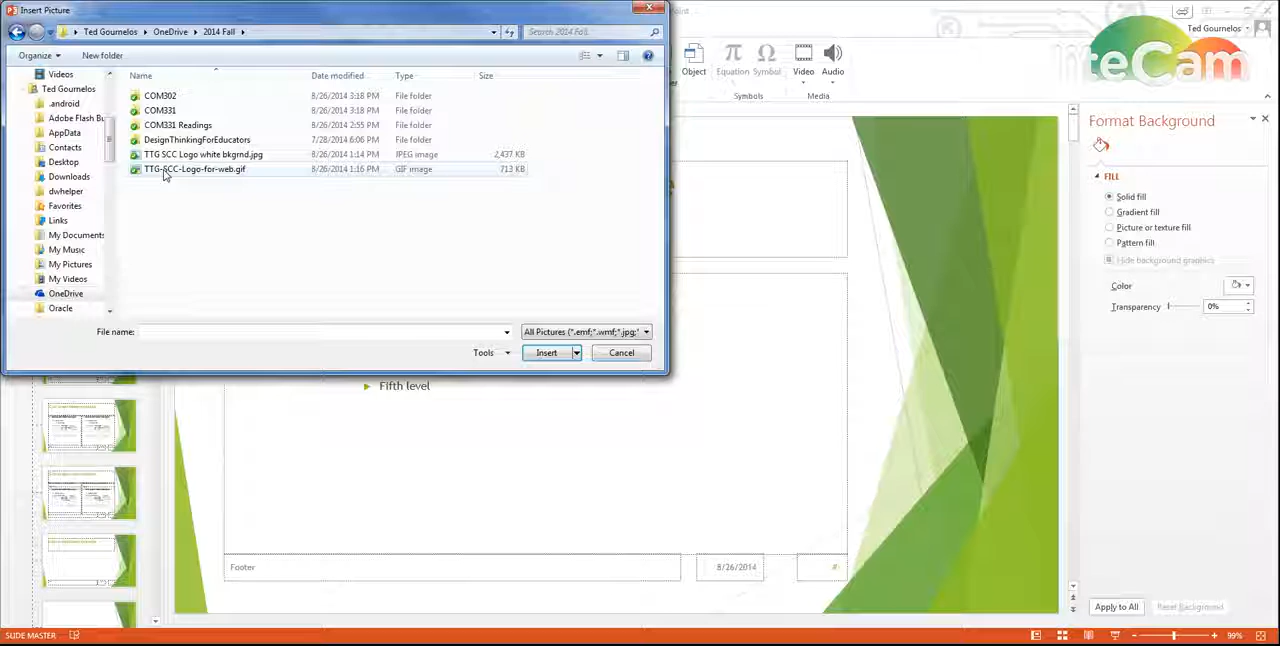 Insert Picture
Ted Gournelos
OneDrive
2014 Fall
Search 2014 Fall
Organize
New folder
Name
Date modified
Type
Size
Videos
Ted Gournelos
.android
Adobe Flash Bu
AppData
Contacts
Desktop
Downloads
dwhelper
Favorites
Links
My Documents
My Music
My Pictures
My Videos
OneDrive
Oracle
COM302 8/26/2014 3:18 PM File folder
COM331 8/26/2014 3:18 PM File folder
COM331 Readings 8/26/2014 2:55 PM File folder
DesignThinkingForEducators 7/28/2014 6:06 PM File folder
TTG SCC Logo white bkgrnd.jpg 8/26/2014 1:14 PM JPEG image 2,437 KB
TTG-SCC-Logo-for-web.gif 8/26/2014 1:16 PM GIF image 713 KB
File name:
All Pictures (*.emf;*.wmf;*.jpg;*
Tools
Insert
Cancel
Ted Gournelos
teCam
Object
Equation
Symbol
Video
Audio
Symbols
Media
Format Background
FILL
Solid fill
Gradient fill
Picture or texture fill
Pattern fill
Hide background graphics
Color
Transparency
0%
Apply to All
Reset Background
Fifth level
Footer
8/26/2014
#
SLIDE MASTER
99%